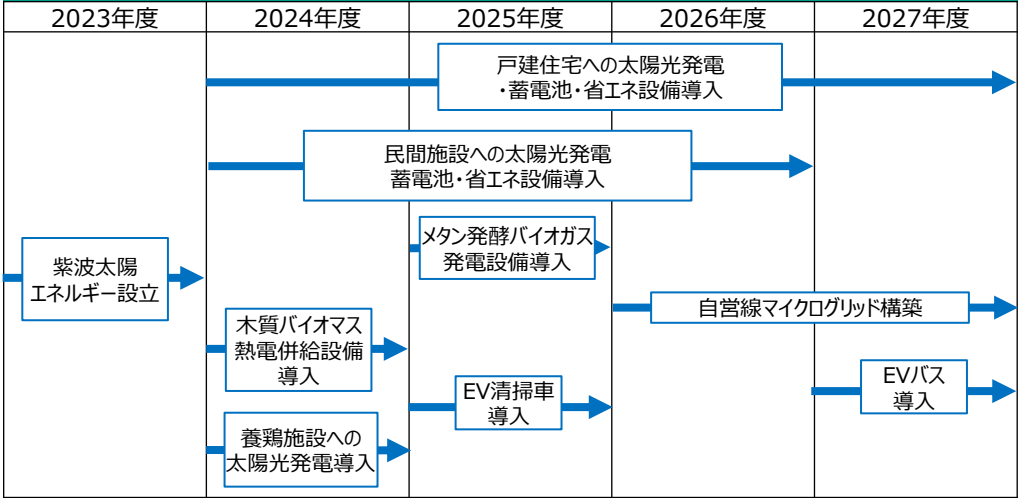 2023年度
2024年度
2025年度
2026年度
2027年度
戸建住宅への太陽光発電
・蓄電池・省エネ設備導入
民間施設への太陽光発電
蓄電池・省エネ設備導入
メタン発酵バイオガス
発電設備導入
紫波太陽
エネルギー設立
自営線マイクログリッド構築
木質バイオマス
熱電併給設備
導入
EV清掃車
導入
EVバス
導入
養鶏施設への
太陽光発電導入